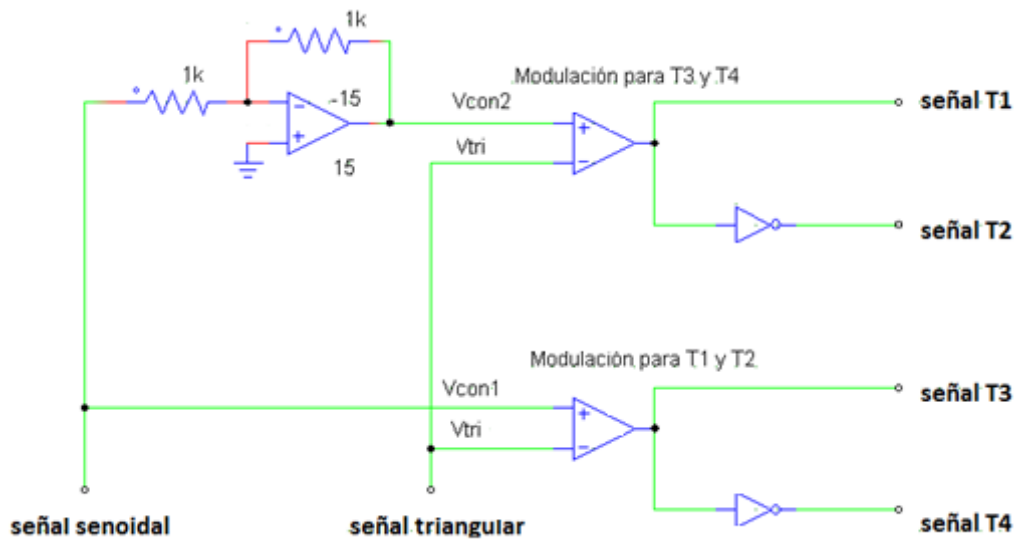 1k
1k
-15
15
Modulación para T3 y T4
Vcon2
Vtri
señal T1
señal T2
Modulación para T1 y T2
Vcon1
Vtri
señal T3
señal T4
señal senoidal
señal triangular